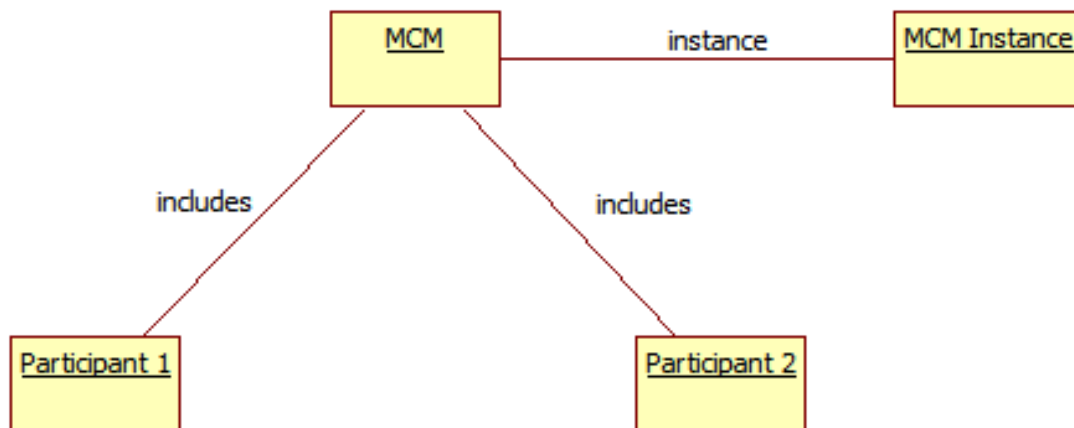 MCM
instance
MCM Instance
includes
includes
Participant 1
Participant 2